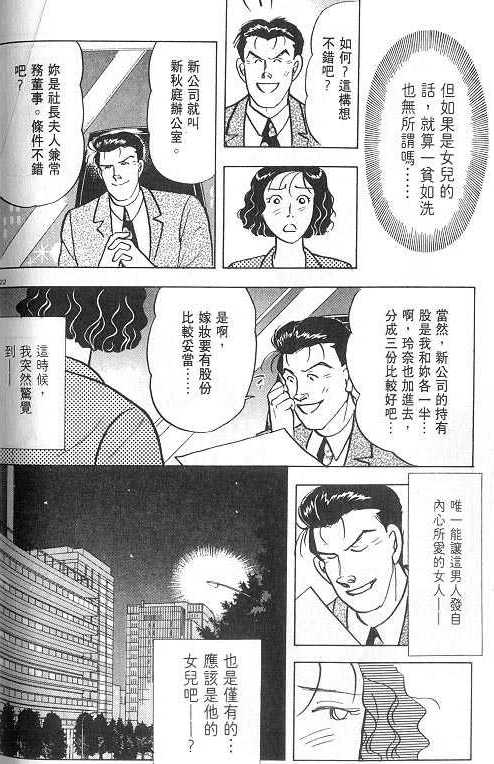 但如果是女兒的
話，就算一貧如洗
也無所謂嗎……
如何？這構想
不錯吧？
新公司就叫
新秋庭辦公室。
妳是社長夫人兼常
務董事。條件不錯
吧？
22
當然，新公司的持有
股是我和妳各一半…
啊，玲奈也加進去，
分成三份比較好吧…
是啊，
嫁妝要有股份
比較妥當……
這時候，
我突然驚覺
到——
唯一能讓這男人發自
內心所愛的女人——
也是僅有的…
應該是他的
女兒吧——？